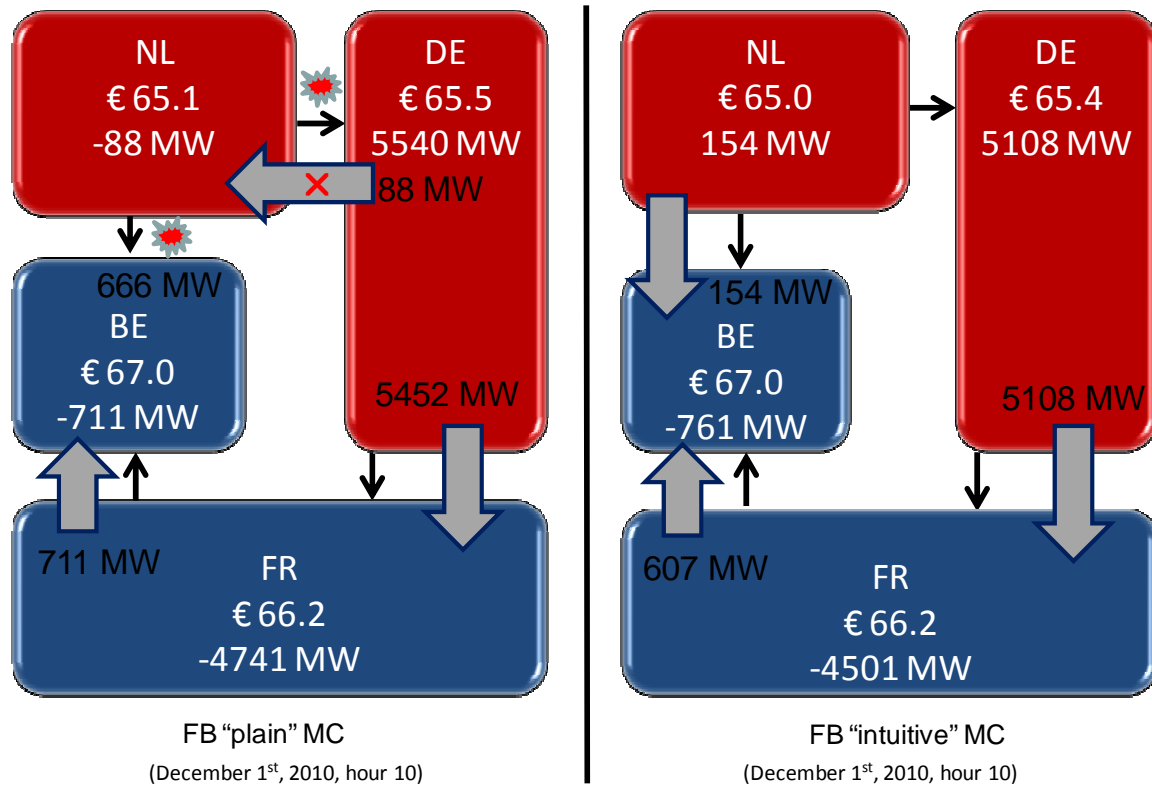 NL
€ 65.1
-88 MW
DE
€ 65.5
5540 MW
88 MW
666 MW
BE
€ 67.0
-711 MW
5452 MW
711 MW
FR
€ 66.2
-4741 MW
FB “plain” MC
(December 1st, 2010, hour 10)
NL
€ 65.0
154 MW
DE
€ 65.4
5108 MW
154 MW
BE
€ 67.0
-761 MW
5108 MW
607 MW
FR
€ 66.2
-4501 MW
FB “intuitive” MC
(December 1st, 2010, hour 10)